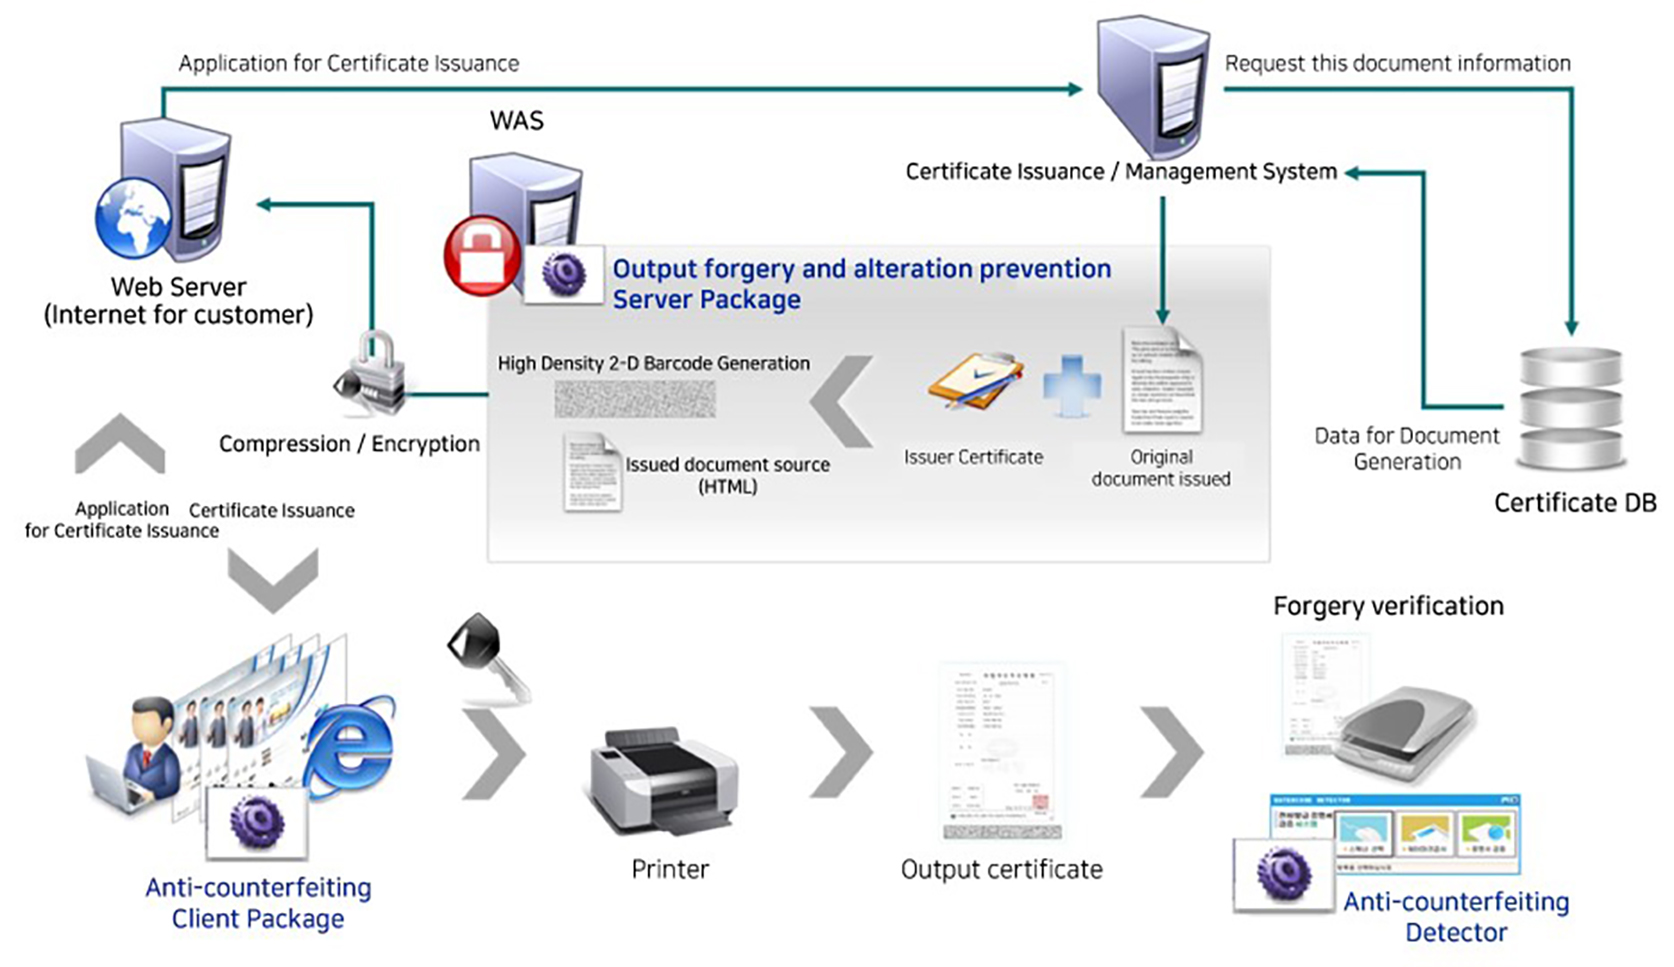 Application for Certificate Issuance
Request this document information
WAS
Certificate Issuance / Management System
Web Server
(Internet for customer)
Output forgery and alteration prevention
Server Package
High Density 2-D Barcode Generation
Issued document source
(HTML)
Issuer Certificate
Original
document issued
Data for Document
Generation
Certificate DB
Compression / Encryption
Application
for Certificate Issuance
Certificate Issuance
Forgery verification
Anti-counterfeiting
Client Package
Printer
Output certificate
WATERCODE DETECTOR
Anti-counterfeiting
Detector